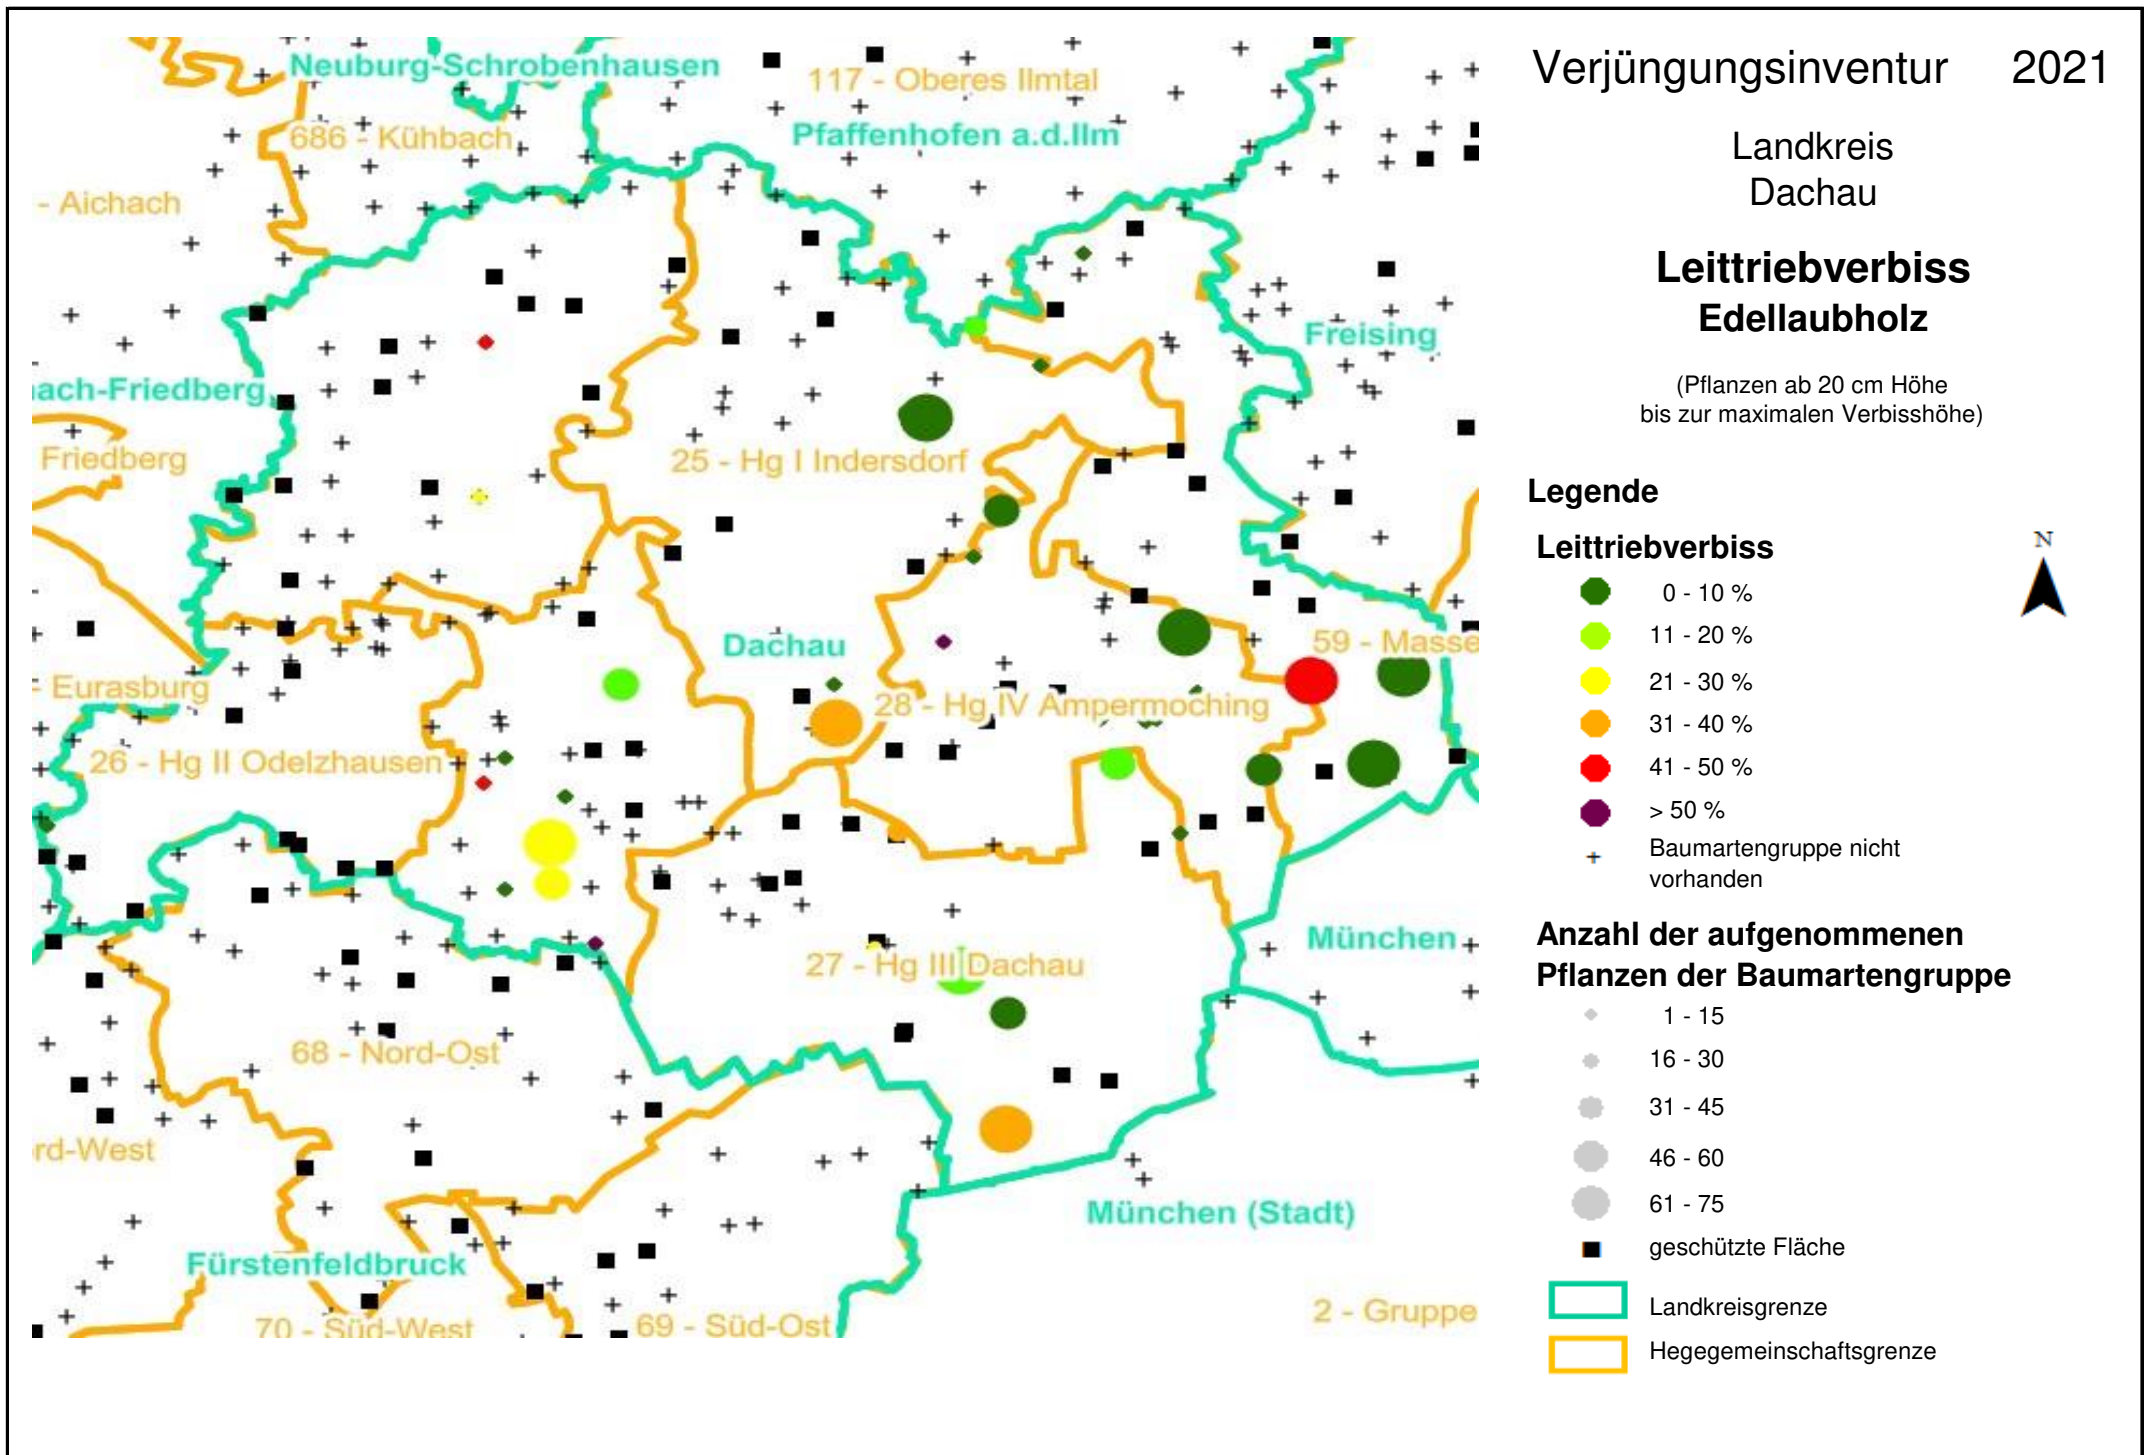 Verjüngungsinventur 2021
Landkreis
Dachau
Leittriebverbiss
Edellaubholz
(Pflanzen ab 20 cm Höhe
bis zur maximalen Verbisshöhe)
Legende
Leittriebverbiss
N
0 - 10 %
11 - 20 %
21 - 30 %
31 - 40 %
41 - 50 %
> 50 %
Baumartengruppe nicht
vorhanden
Anzahl der aufgenommenen
Pflanzen der Baumartengruppe
1 - 15
16 - 30
31 - 45
46 - 60
61 - 75
geschützte Fläche
Landkreisgrenze
Hegegemeinschaftsgrenze
Neuburg-Schrobenhausen
117 - Oberes Ilmtal
686 - Kühbach
Pfaffenhofen a.d.Ilm
- Aichach
Freising
ach-Friedberg
Friedberg
25 - Hg I Indersdorf
Dachau
59 - Masse
- Eurasburg
28 - Hg IV Ampermoching
26 - Hg II Odelzhausen
München
27 - Hg III Dachau
68 - Nord-Ost
rd-West
München (Stadt)
Fürstenfeldbruck
70 - Süd-West
69 - Süd-Ost
2 - Gruppe